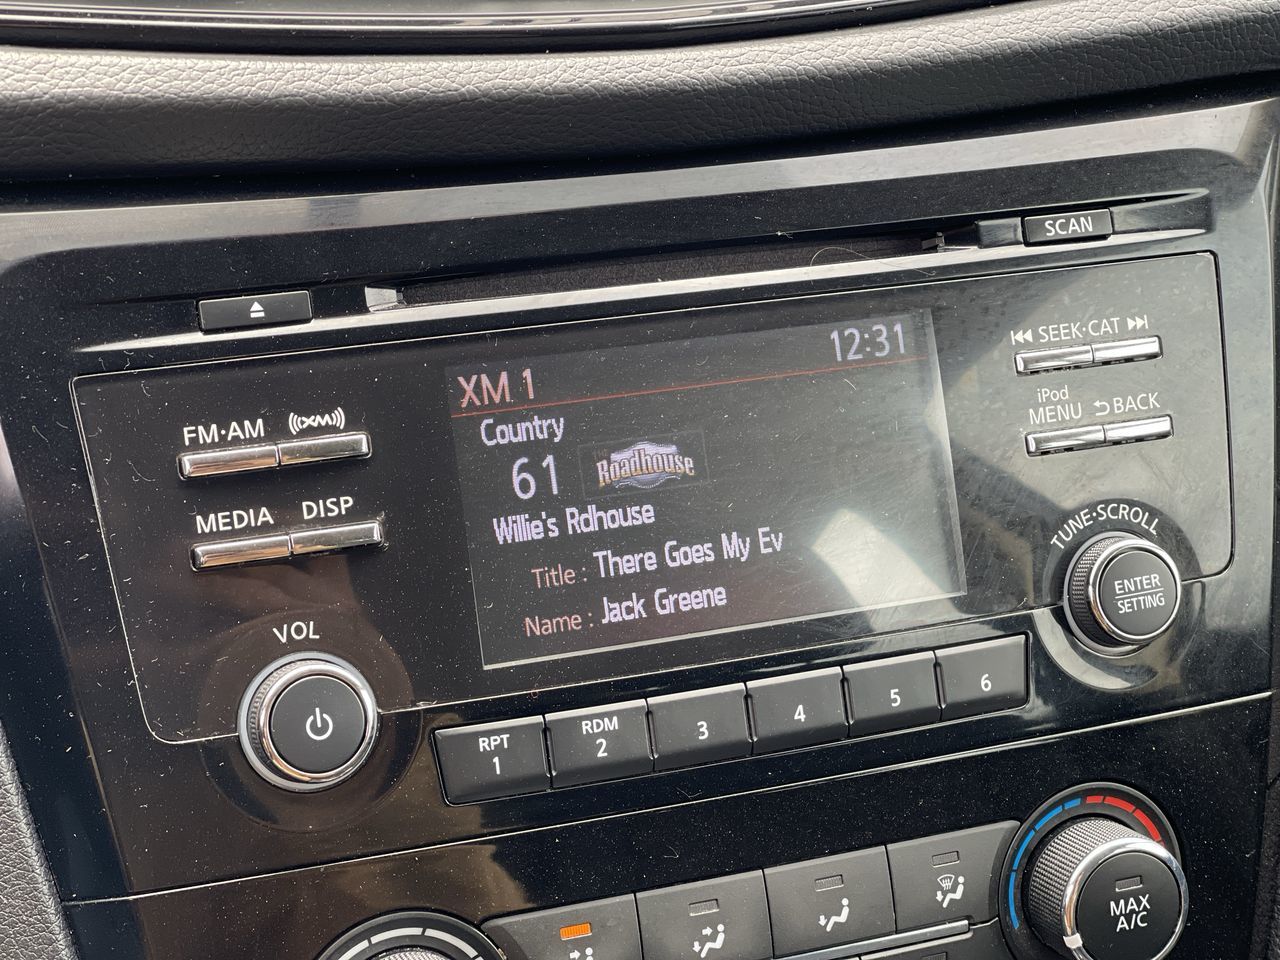 SCAN
SEEK·CAT
iPod
MENU
BACK
TUNE·SCROLL
ENTER
SETTING
FM·AM
XM
MEDIA
DISP
VOL
XM 1
12:31
Country
61
Roadhouse
Willie's Rdhouse
Title : There Goes My Ev
Name : Jack Greene
RPT
1
RDM
2
3
4
5
6
MAX
A/C